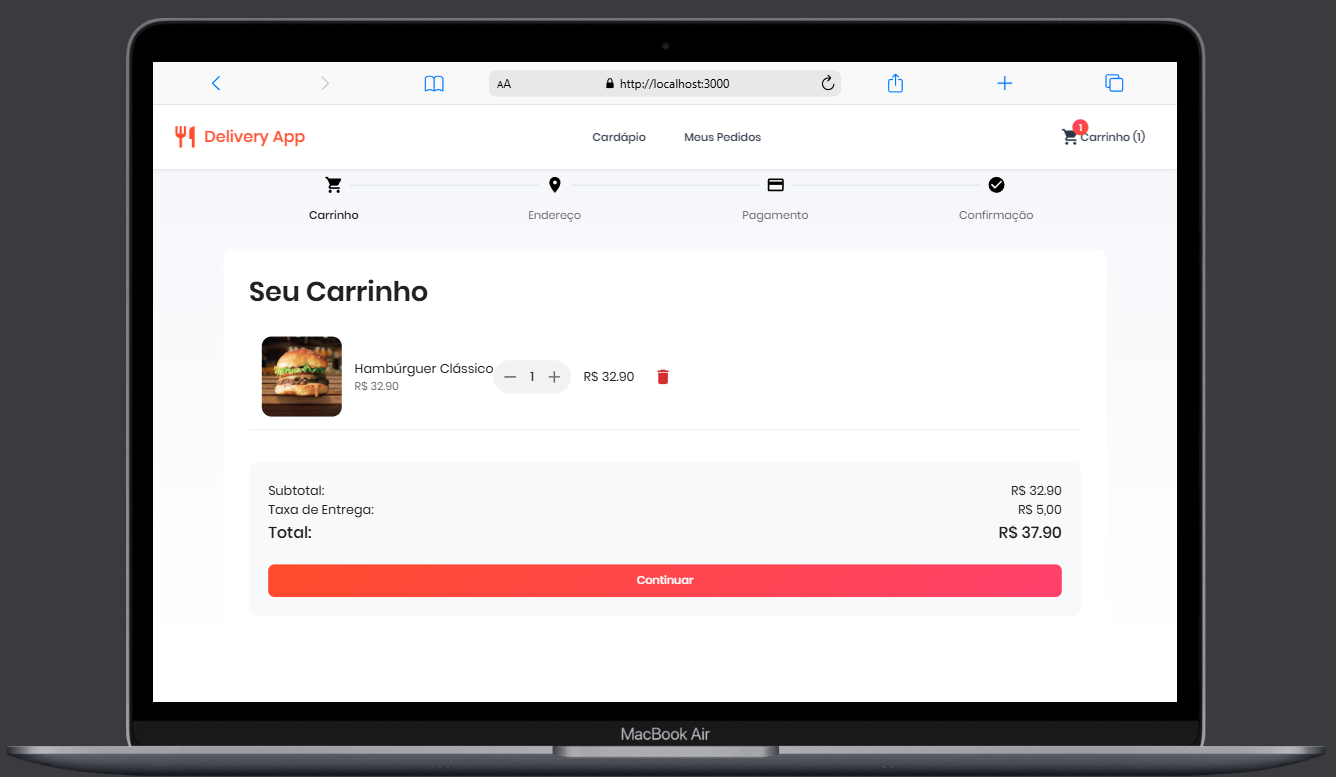 AA http://localhost:3000
Delivery App Cardápio Meus Pedidos 1 Carrinho (1)
Carrinho Endereço Pagamento Confirmação
Seu Carrinho
Hambúrguer Clássico
R$ 32.90
1 R$ 32.90
Subtotal: R$ 32.90
Taxa de Entrega: R$ 5,00
Total: R$ 37.90
Continuar
MacBook Air